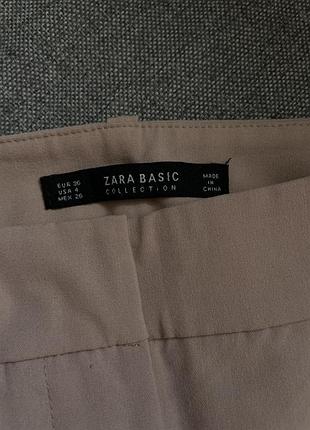 EUR 36
USA 4
MEX 26
ZARA BASIC
COLLECTION
MADE
IN
CHINA